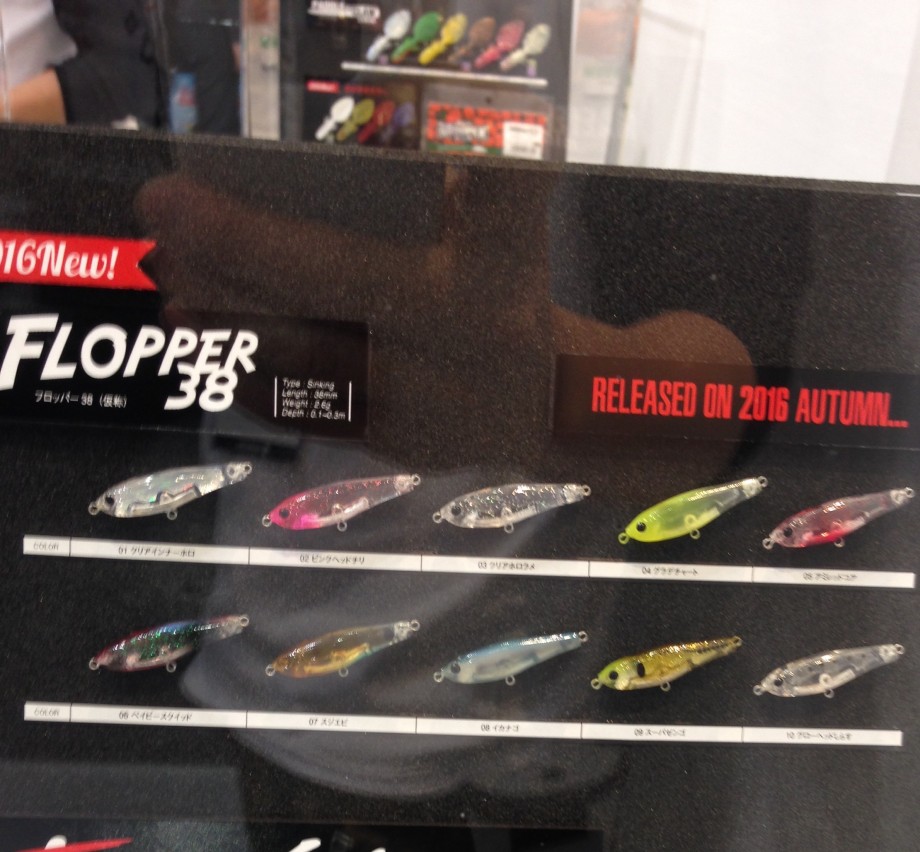 016New!
FLOPPER
38
フロッパー 38 (仮称)
Type : Sinking
Length : 38mm
Weight : 2.6g
Depth : 0.1~0.3m
RELEASED ON 2016 AUTUMN...
COLOR 01 クリアインナーホロ 02 ピンクヘッドチリ 03 クリアホロラメ 04 グラデチャート
COLOR 06 ベイビースクイッド 07 スジエビ 08 イカナゴ 09 スーパゼンゴ